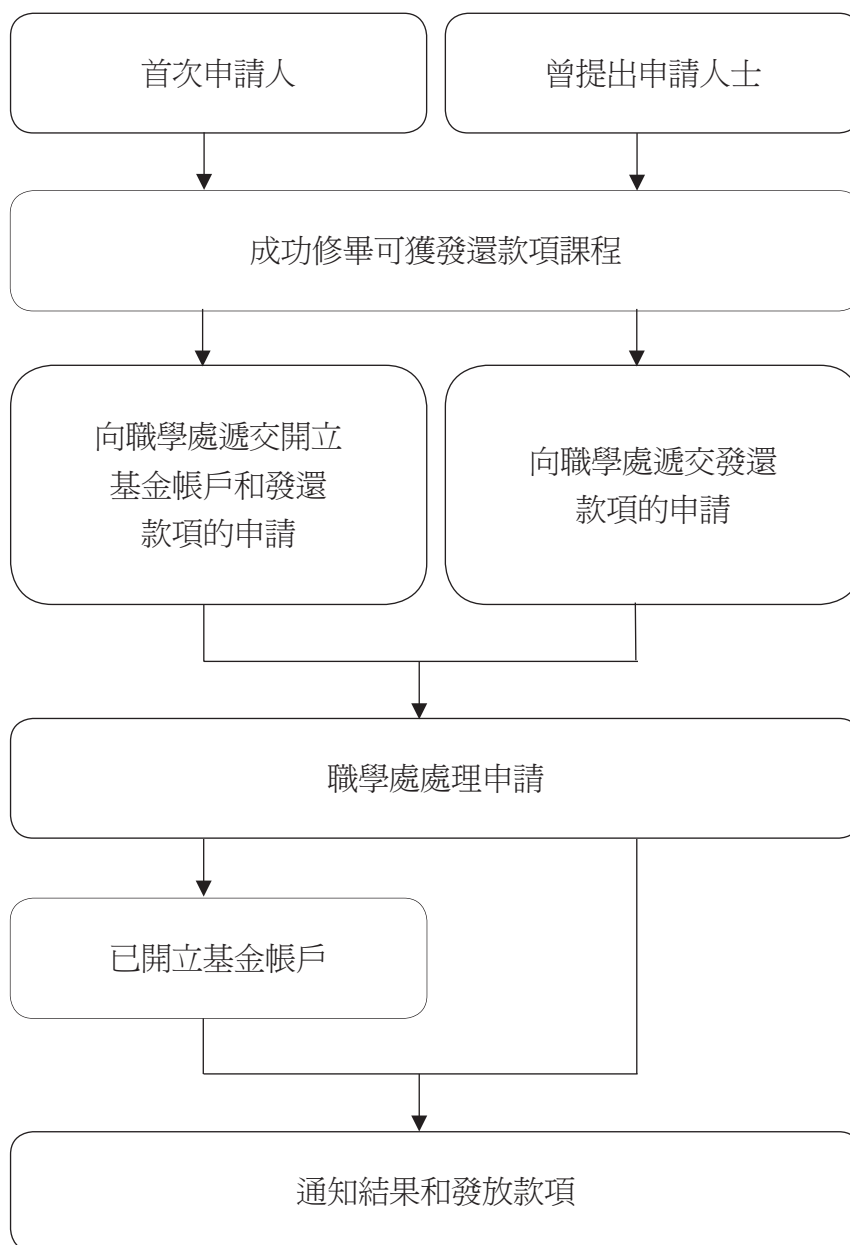 首次申請人
曾提出申請人士
成功修畢可獲發還款項課程
向職學處遞交開立
基金帳戶和發還
款項的申請
向職學處遞交發還
款項的申請
職學處處理申請
已開立基金帳戶
通知結果和發放款項